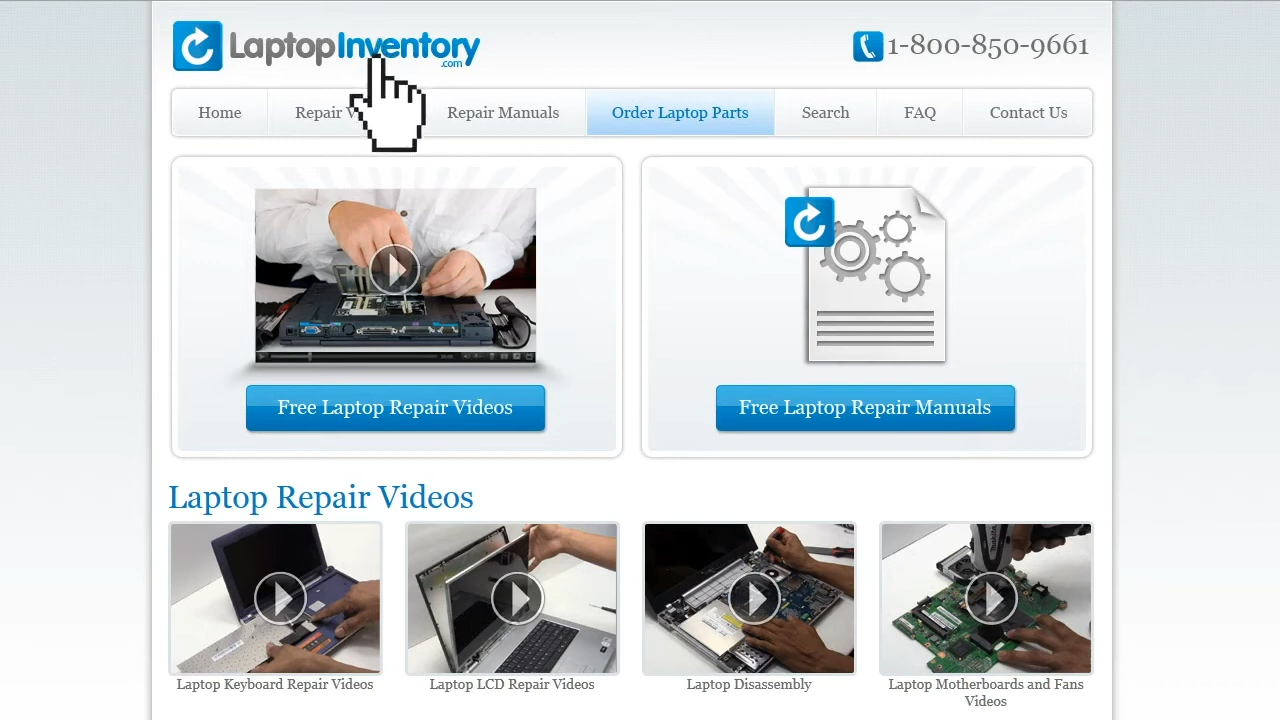 LaptopInventory
.com
1-800-850-9661
Home
Repair V
Repair Manuals
Order Laptop Parts
Search
FAQ
Contact Us
Free Laptop Repair Videos
Free Laptop Repair Manuals
Laptop Repair Videos
Laptop Keyboard Repair Videos
Laptop LCD Repair Videos
Laptop Disassembly
Laptop Motherboards and Fans
Videos